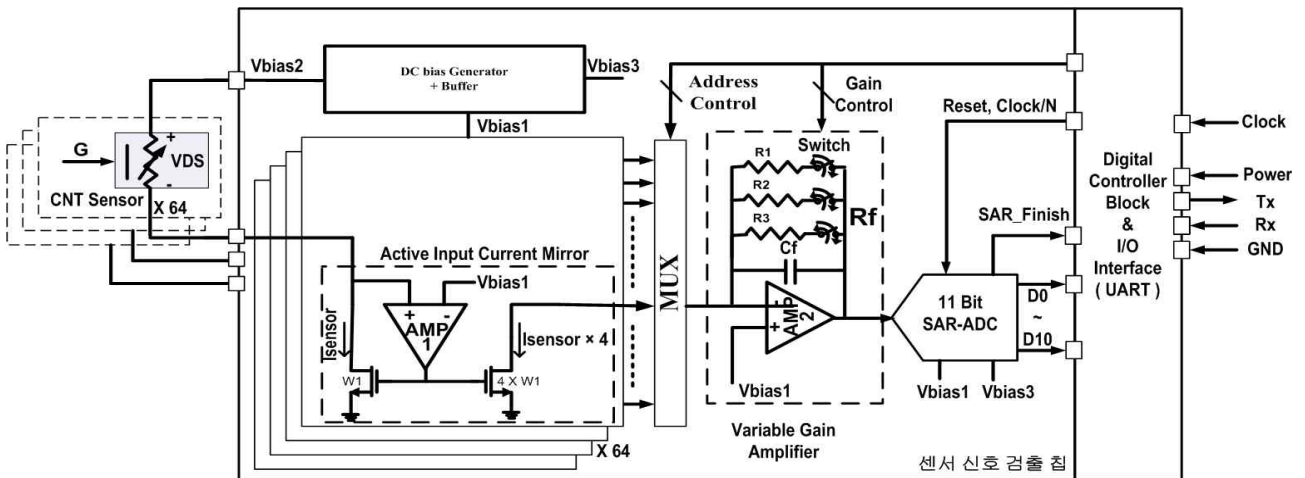 Vbias2
DC bias Generator
+ Buffer
Vbias3
Vbias1
Address
Control
Gain
Control
Reset, Clock/N
Clock
Power
Tx
Rx
GND
G
+
VDS
-
CNT Sensor
X 64
Switch
R1
R2
R3
Rf
Cf
SAR_Finish
Digital
Controller
Block
&
I/O
Interface
( UART )
Active Input Current Mirror
Vbias1
+ -
AMP
1
Isensor
Isensor × 4
W1
4 X W1
MUX
-
+
AMP
2
Vbias1
11 Bit
SAR-ADC
D0
~
D10
Vbias1
Vbias3
Variable Gain
Amplifier
X 64
센서 신호 검출 칩